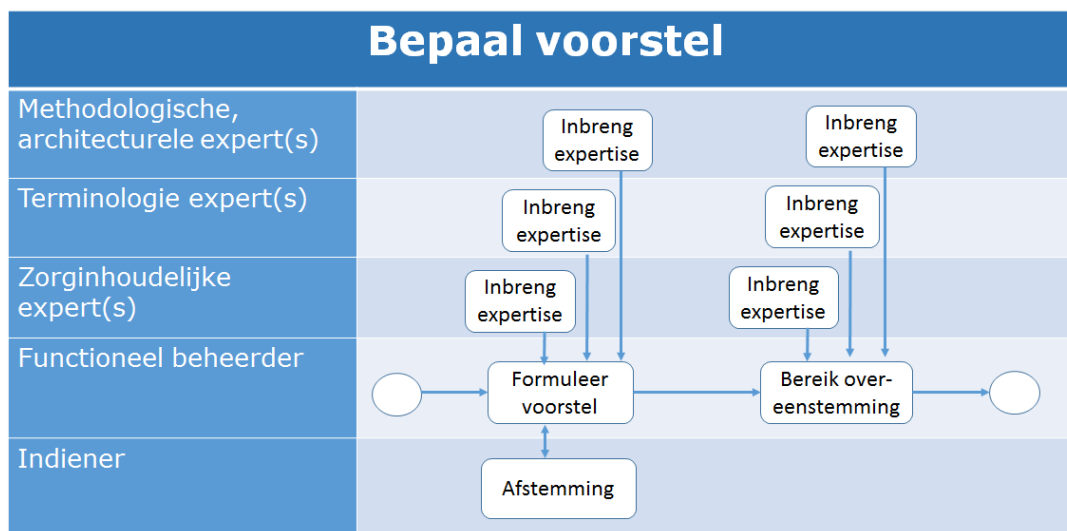 Bepaal voorstel
Methodologische,
architecturele expert(s)
Inbreng
expertise
Inbreng
expertise
Terminologie expert(s)
Inbreng
expertise
Inbreng
expertise
Zorginhoudelijke
expert(s)
Inbreng
expertise
Inbreng
expertise
Functioneel beheerder
Formuleer
voorstel
Bereik over-
eenstemming
Indiener
Afstemming